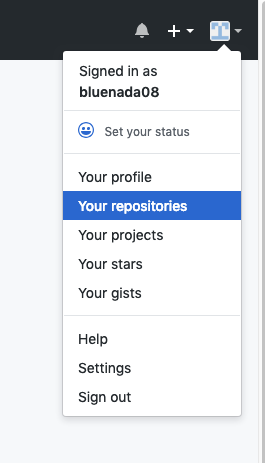 Signed in as
bluenada08
Set your status
Your profile
Your repositories
Your projects
Your stars
Your gists
Help
Settings
Sign out